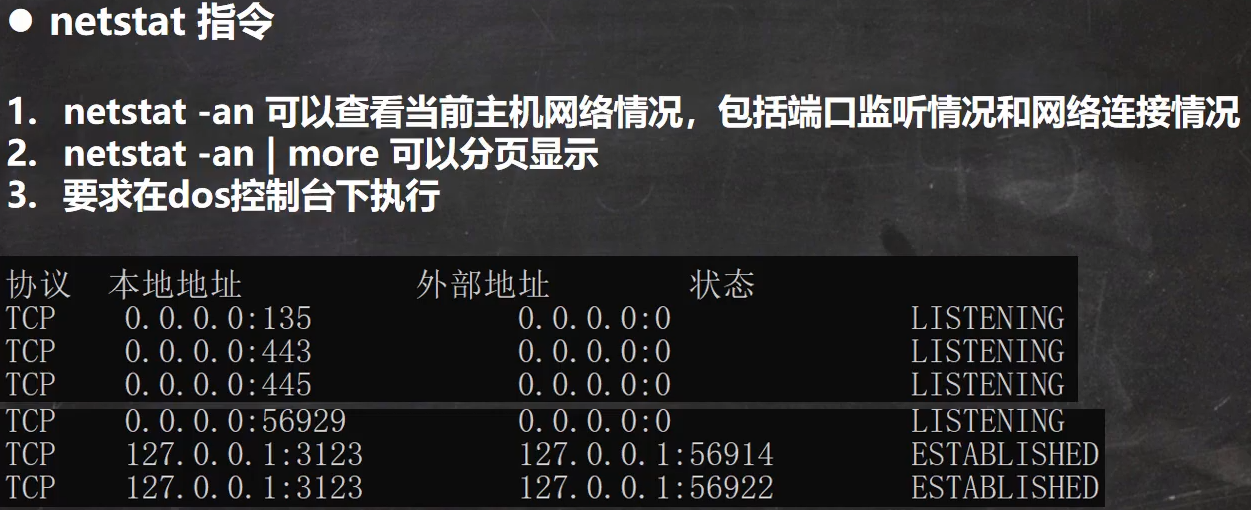 ● netstat 指令
1. netstat -an 可以查看当前主机网络情况，包括端口监听情况和网络连接情况
2. netstat -an | more 可以分页显示
3. 要求在dos控制台下执行
协议 本地地址 外部地址 状态
TCP 0.0.0.0:135 0.0.0.0:0 LISTENING
TCP 0.0.0.0:443 0.0.0.0:0 LISTENING
TCP 0.0.0.0:445 0.0.0.0:0 LISTENING
TCP 0.0.0.0:56929 0.0.0.0:0 LISTENING
TCP 127.0.0.1:3123 127.0.0.1:56914 ESTABLISHED
TCP 127.0.0.1:3123 127.0.0.1:56922 ESTABLISHED